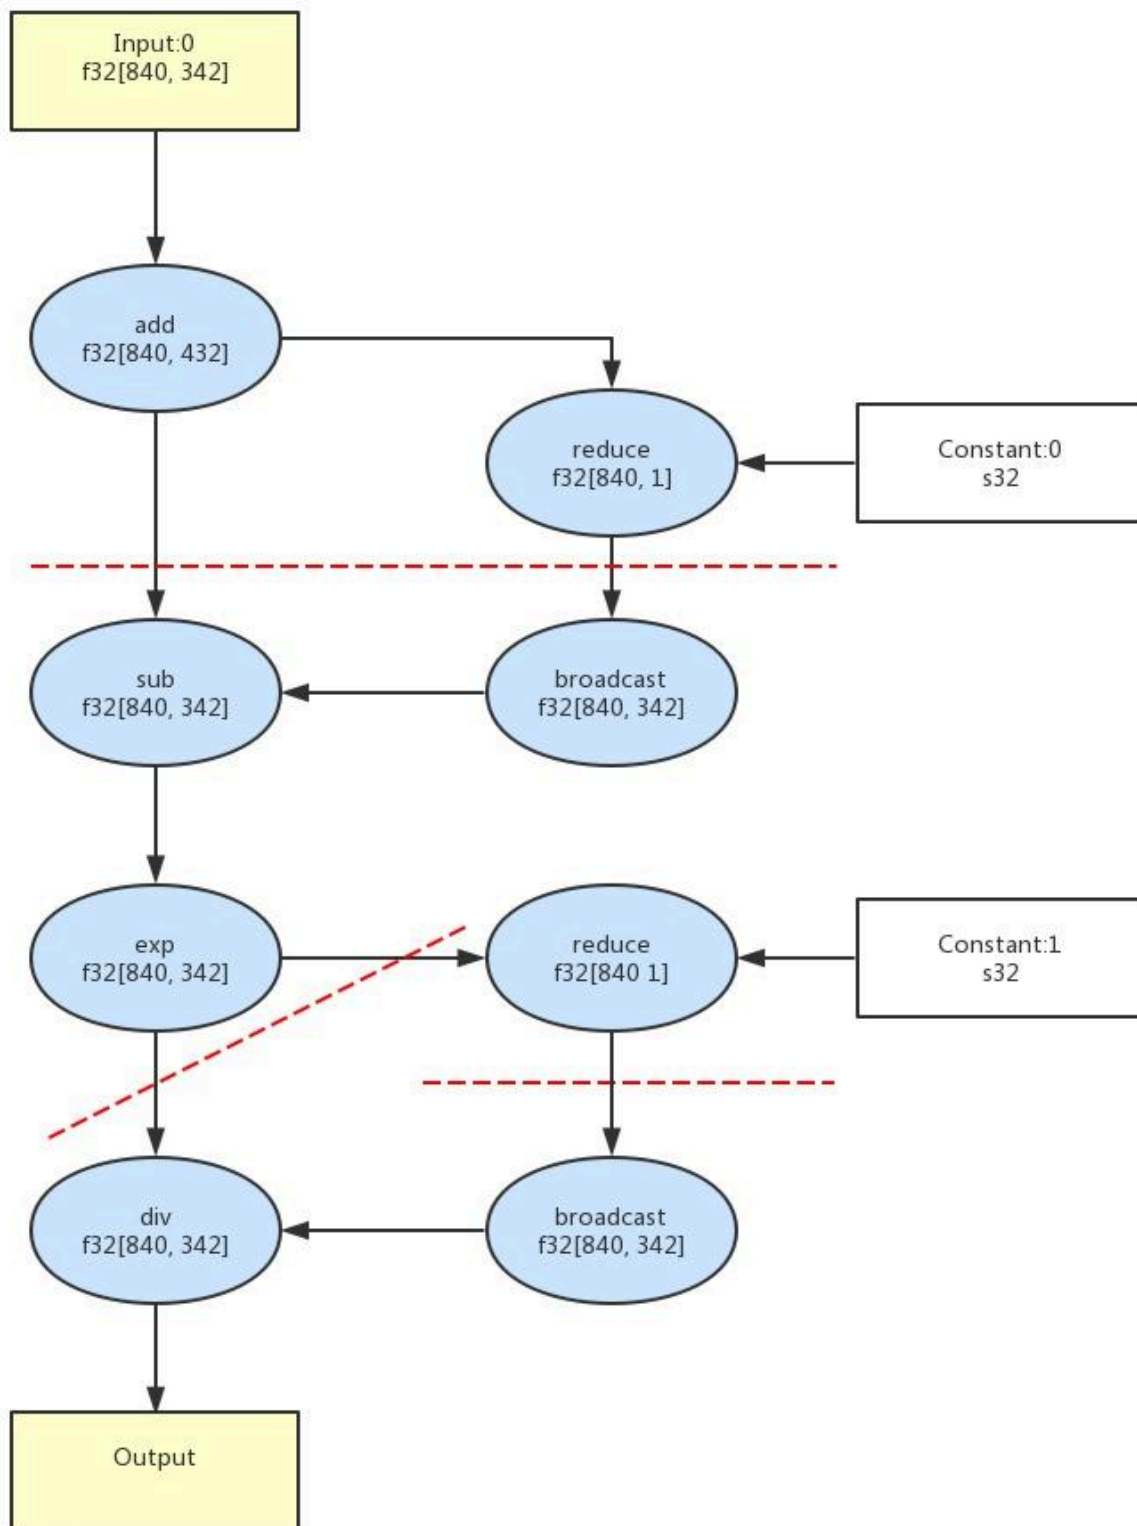 Input:0
f32[840, 342]
add
f32[840, 432]
reduce
f32[840, 1]
Constant:0
s32
sub
f32[840, 342]
broadcast
f32[840, 342]
exp
f32[840, 342]
reduce
f32[840 1]
Constant:1
s32
div
f32[840, 342]
broadcast
f32[840, 342]
Output